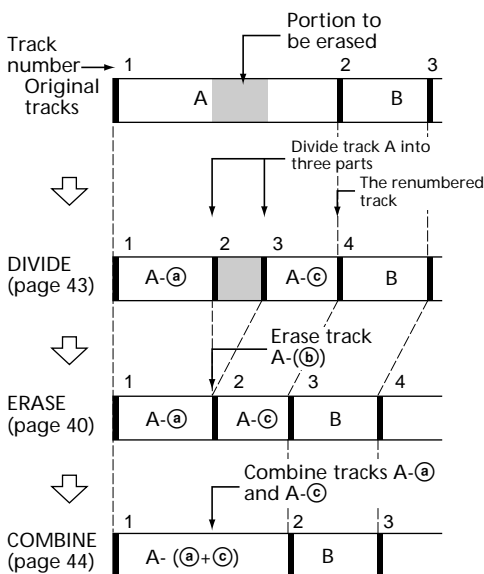 Portion to
be erased
Track
number
1 2 3
Original
tracks
A B
Divide track A into
three parts
The renumbered
track
1 2 3 4
DIVIDE
(page 43)
A-ⓐ A-ⓒ B
Erase track
A-(ⓑ)
1 2 3 4
ERASE
(page 40)
A-ⓐ A-ⓒ B
Combine tracks A-ⓐ
and A-ⓒ
1 2 3
COMBINE
(page 44)
A- (ⓐ+ⓒ) B